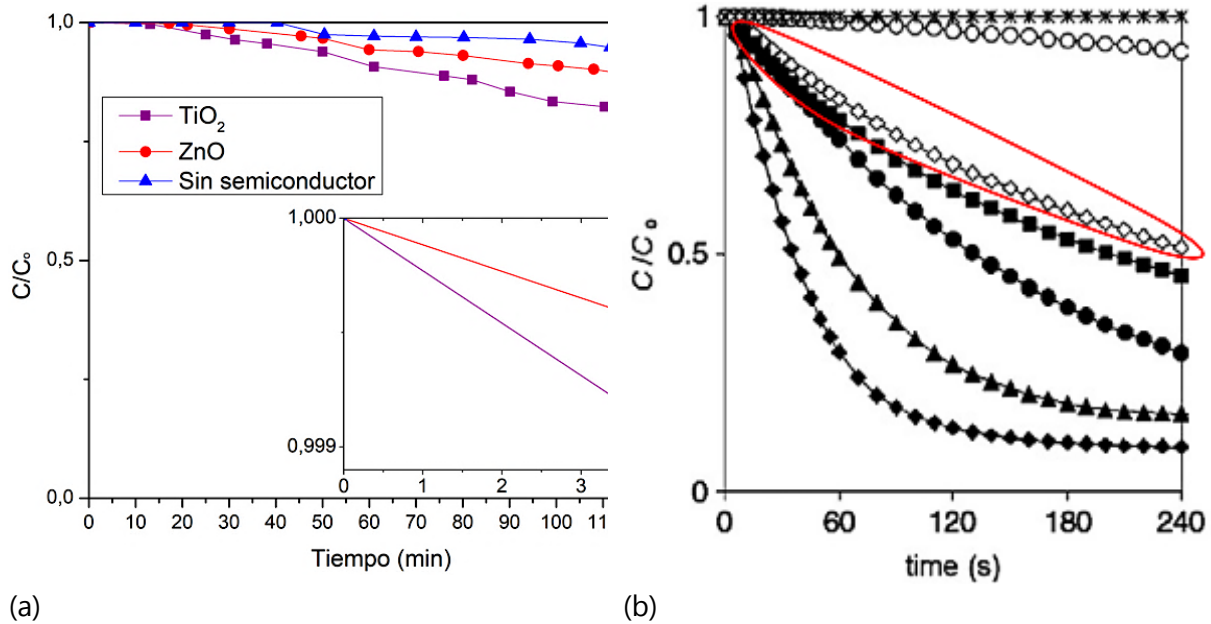 1,0
0,5
0,0
C/C₀
TiO₂
ZnO
Sin semiconductor
1,000
0,999
0 1 2 3
0 10 20 30 40 50 60 70 80 90 100 11
Tiempo (min)
(a)
1
0.5
0
C/C₀
0 60 120 180 240
time (s)
(b)